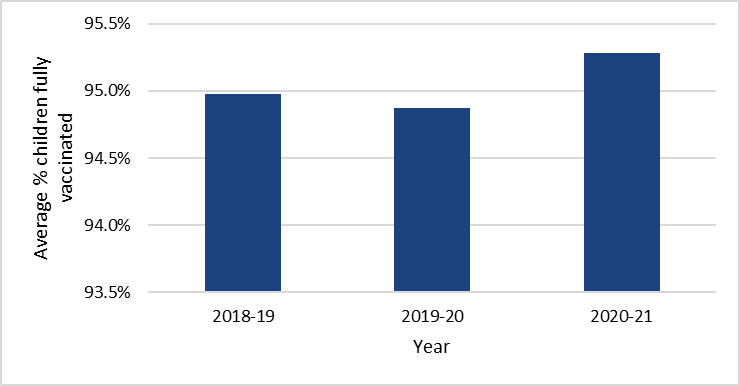 95.5%
95.0%
94.5%
94.0%
93.5%
Average % children fully
vaccinated
2018-19 2019-20 2020-21
Year